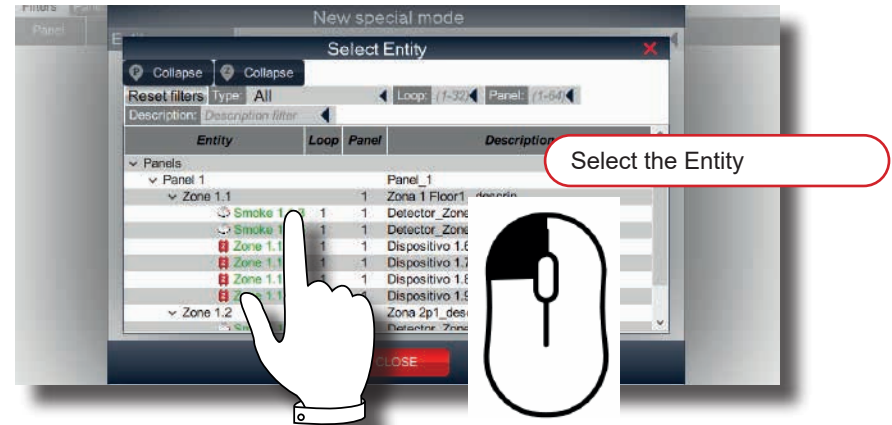 Filters Panel
New special mode
Panel
Select Entity
Collapse Collapse
Reset filters Type: All Loop: (1-32) Panel: (1-64)
Description: Description filter
Entity Loop Panel Description
Select the Entity
Panels
Panel 1 Panel_1
Zone 1.1 1 Zona 1 Floor1_descrip
Smoke 1 1 Detector_Zone
Smoke 1 1 Detector_Zone
Zone 1.1 1 1 Dispositivo 1.6
Zone 1.1 1 1 Dispositivo 1.7
Zone 1.1 1 1 Dispositivo 1.8
1 Dispositivo 1.9
Zone 1.2 Zona 2p1_des
Detector_Zone
CLOSE